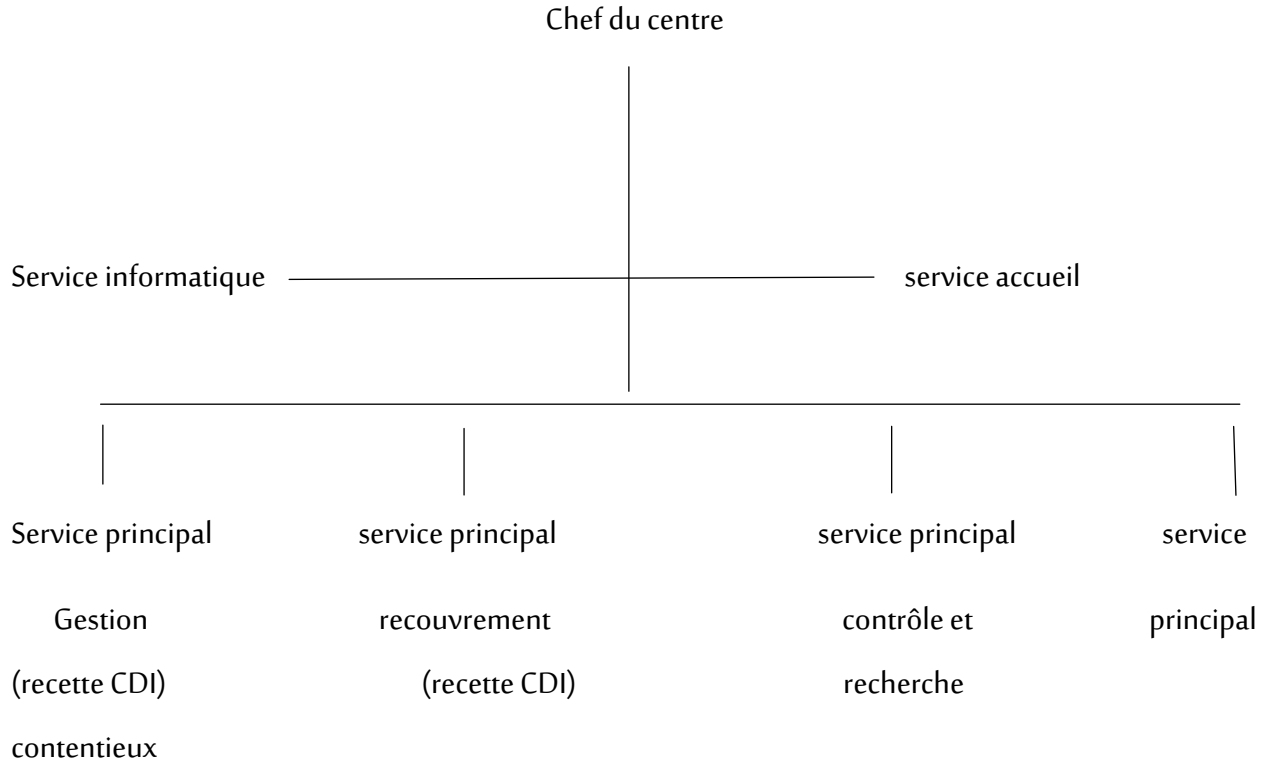 Chef du centre
Service informatique service accueil
Service principal service principal service principal service
Gestion recouvrement contrôle et principal
(recette CDI) (recette CDI) recherche
contentieux